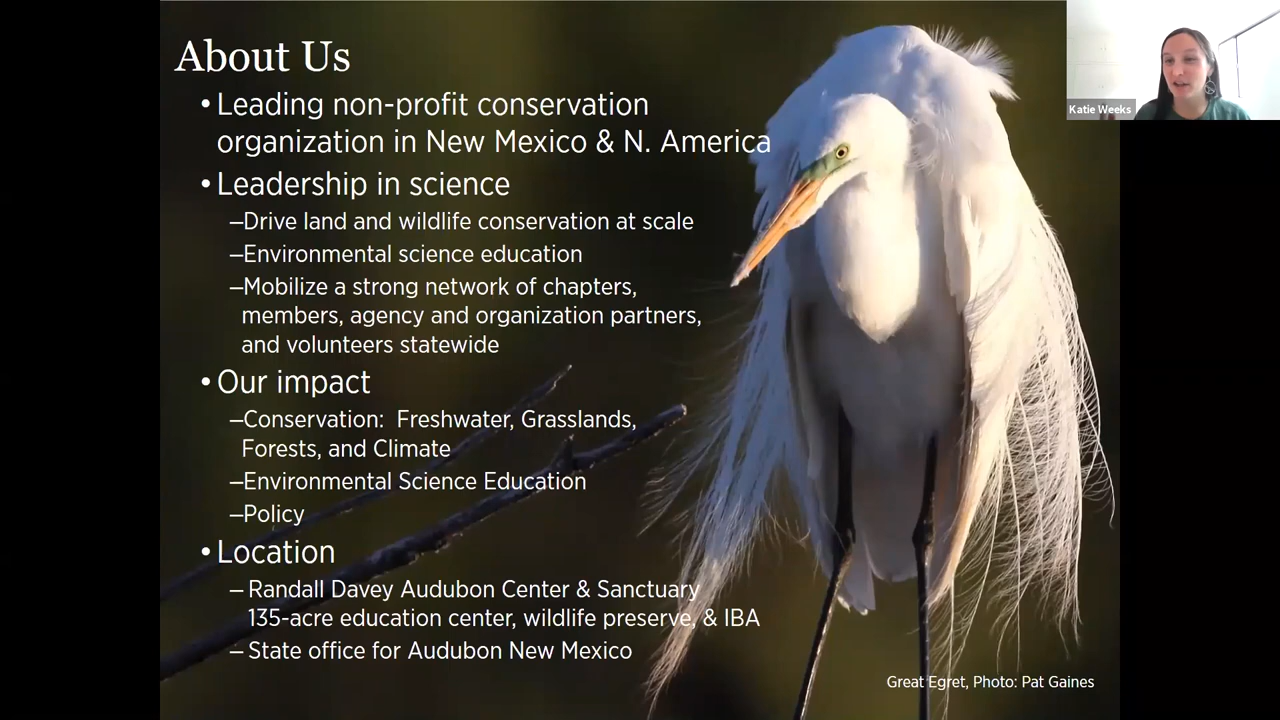 About Us
• Leading non-profit conservation
organization in New Mexico & N. America
• Leadership in science
–Drive land and wildlife conservation at scale
–Environmental science education
–Mobilize a strong network of chapters,
members, agency and organization partners,
and volunteers statewide
• Our impact
–Conservation:  Freshwater, Grasslands,
Forests, and Climate
–Environmental Science Education
–Policy
• Location
– Randall Davey Audubon Center & Sanctuary
135-acre education center, wildlife preserve, & IBA
– State office for Audubon New Mexico
Great Egret, Photo: Pat Gaines
Katie Weeks